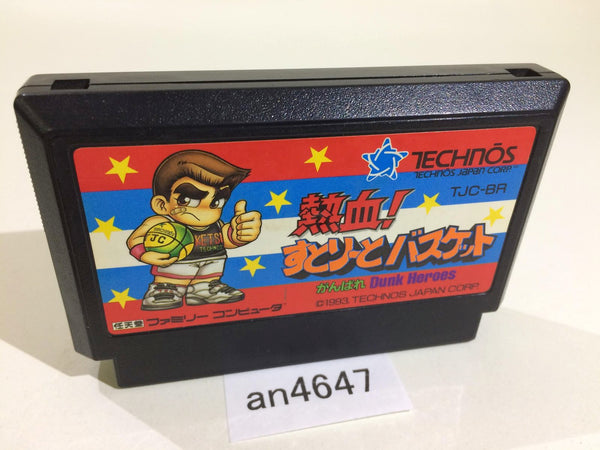 TECHNŌS
TECHNŌS JAPAN CORP.
TJC-BR
熱血!
すとりーとバスケット
がんばれ Dunk Heroes
©1993 TECHNOS JAPAN CORP.
JC
任天堂 ファミリー コンピュータ
an4647